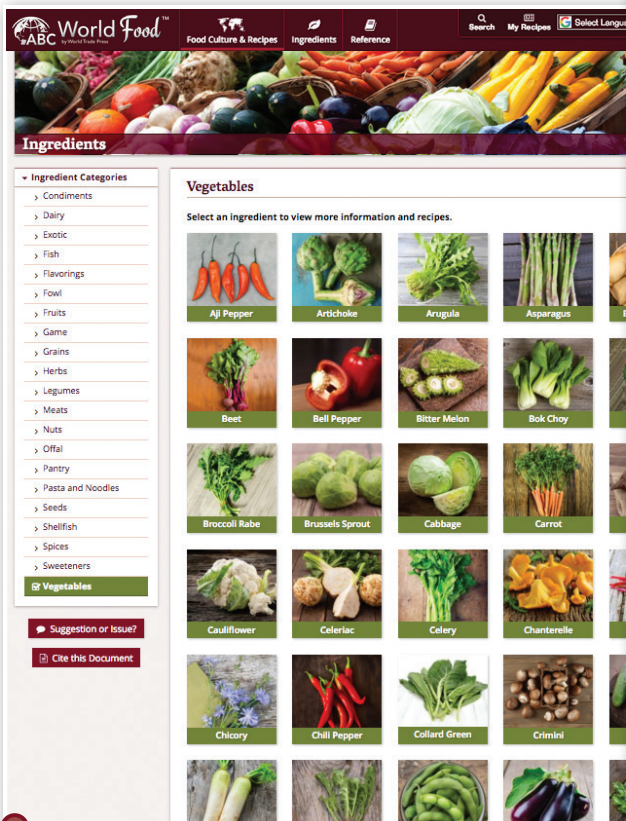 ABC World Food™
by World Trade Press
Food Culture & Recipes
Ingredients
Reference
Search
My Recipes
G Select Langu
Ingredients
Ingredient Categories
Condiments
Dairy
Exotic
Fish
Flavorings
Fowl
Fruits
Game
Grains
Herbs
Legumes
Meats
Nuts
Offal
Pantry
Pasta and Noodles
Seeds
Shellfish
Spices
Sweeteners
Vegetables
Suggestion or Issue?
Cite this Document
Vegetables
Select an ingredient to view more information and recipes.
Aji Pepper
Artichoke
Arugula
Asparagus
Beet
Bell Pepper
Bitter Melon
Bok Choy
Broccoli Rabe
Brussels Sprout
Cabbage
Carrot
Cauliflower
Celeriac
Celery
Chanterelle
Chicory
Chili Pepper
Collard Green
Crimini